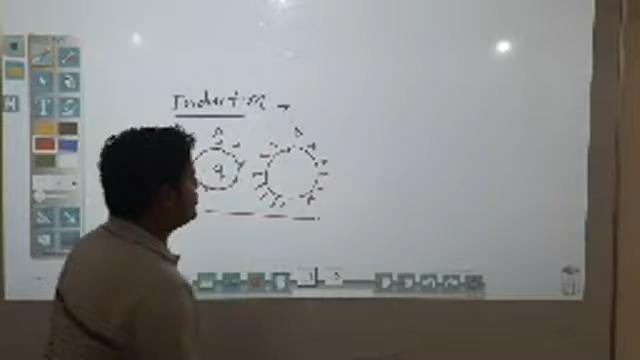 Induction →
A B
q